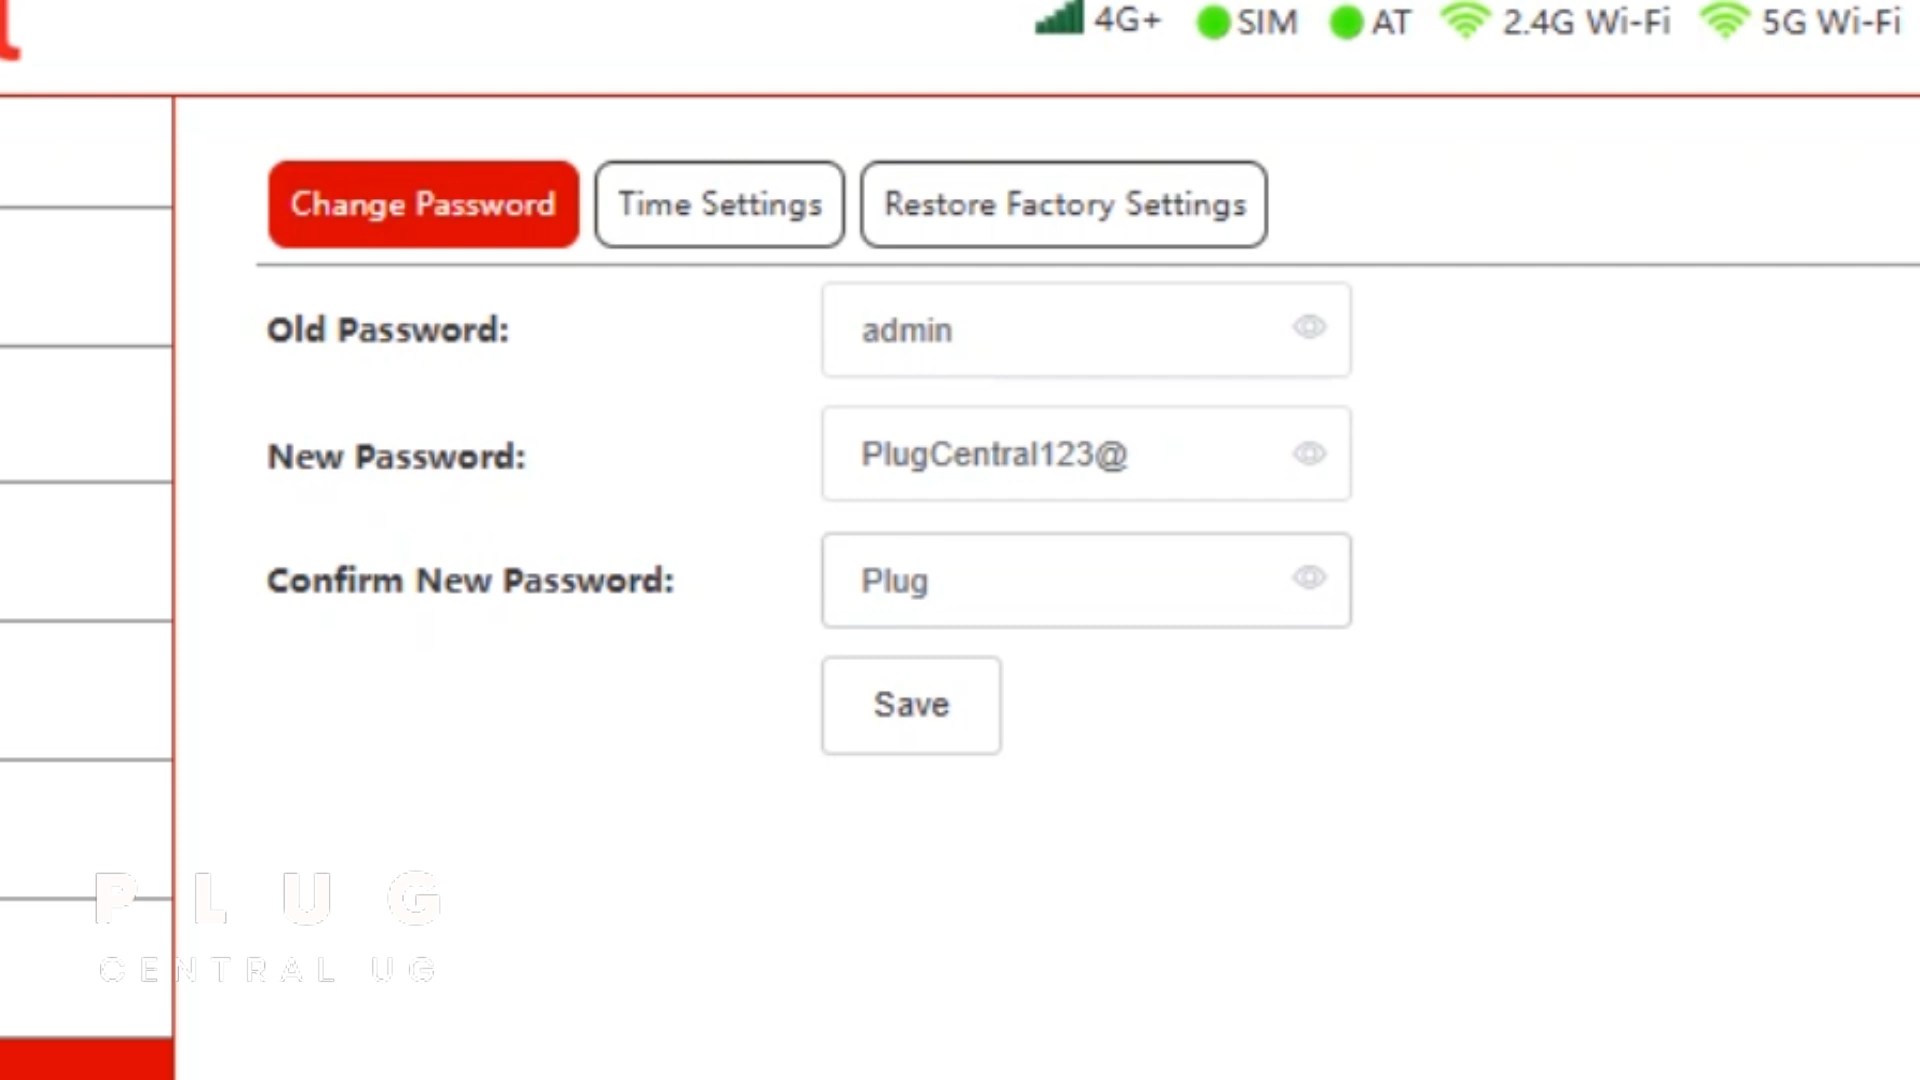 4G+ SIM AT 2.4G Wi-Fi 5G Wi-Fi
Change Password Time Settings Restore Factory Settings
Old Password: admin
New Password: PlugCentral123@
Confirm New Password: Plug
Save
PLUG
CENTRAL UG